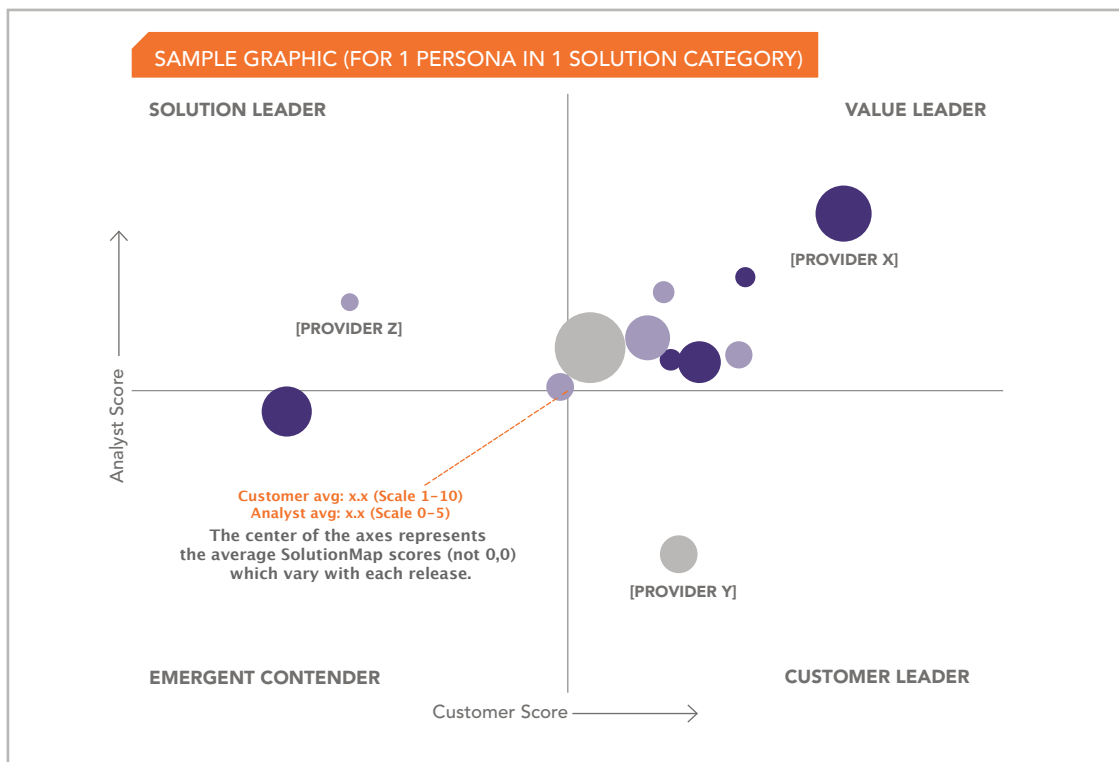 SAMPLE GRAPHIC (FOR 1 PERSONA IN 1 SOLUTION CATEGORY)
SOLUTION LEADER
VALUE LEADER
[PROVIDER X]
[PROVIDER Z]
Analyst Score
Customer avg: x.x (Scale 1–10)
Analyst avg: x.x (Scale 0–5)
The center of the axes represents
the average SolutionMap scores (not 0,0)
which vary with each release.
[PROVIDER Y]
EMERGENT CONTENDER
CUSTOMER LEADER
Customer Score